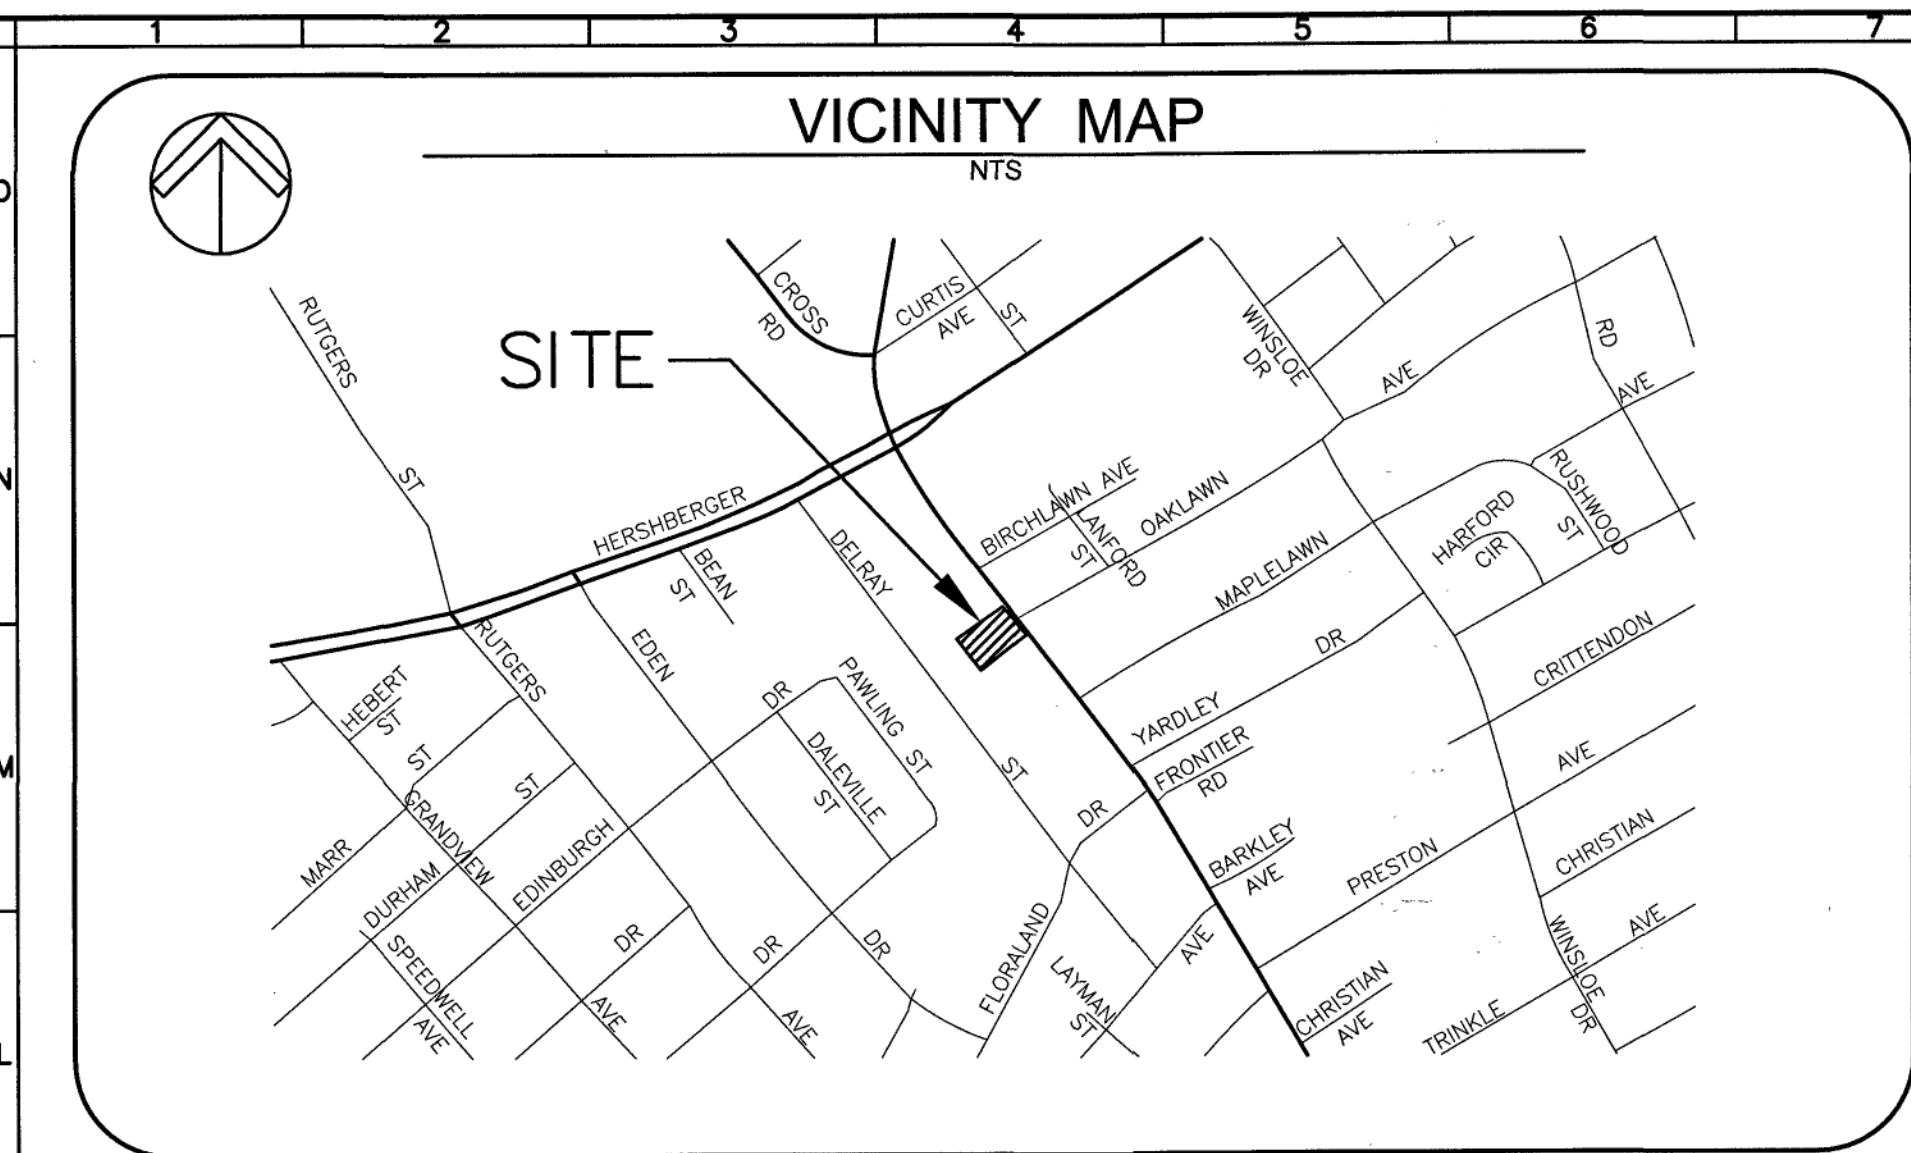 1 2 3 4 5 6 7
VICINITY MAP
NTS
N
M
L
SITE
RUTGERS
ST
CROSS
RD
CURTIS
AVE
ST
WINSLOE
DR
AVE
RD
AVE
HERSHBERGER
BEAN
ST
DELRAY
ST
BIRCHLAWN AVE
LANFORD
ST
OAKLAWN
MAPLELAWN
HARFORD
CIR
RUSHWOOD
ST
RUTGERS
AVE
EDEN
DR
HEBERT
ST
ST
DR
PAWLING ST
DALEVILLE
ST
YARDLEY
DR
FRONTIER
RD
CRITTENDON
AVE
MARR
GRANDVIEW
AVE
ST
DURHAM
EDINBURGH
SPEEDWELL
AVE
DR
DR
DR
FLORALAND
LAYMAN
ST
AVE
BARKLEY
AVE
PRESTON
CHRISTIAN
CHRISTIAN
AVE
TRINKLE
AVE
WINSLOE
DR